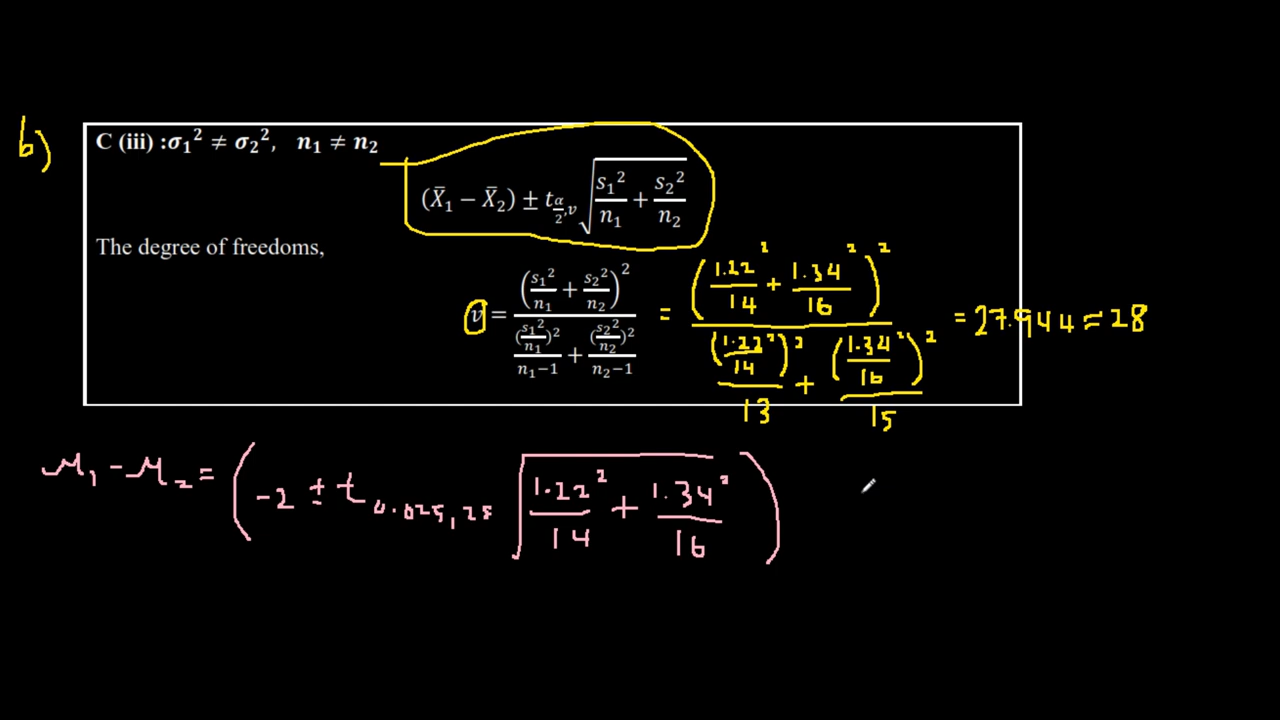 b)
C (iii) :σ₁² ≠ σ₂², n₁ ≠ n₂
(X̄₁ − X̄₂) ± t_{α/2,v} √(s₁²/n₁ + s₂²/n₂)
The degree of freedoms,
v = (s₁²/n₁ + s₂²/n₂)² / ((s₁²/n₁)²/(n₁−1) + (s₂²/n₂)²/(n₂−1)) = (1.22²/14 + 1.34²/16)² / ((1.22²/14)²/13 + (1.34²/16)²/15) = 27.944 ≈ 28
μ₁ - μ₂ = (-2 ± t_{0.025,28} √(1.22²/14 + 1.34²/16))